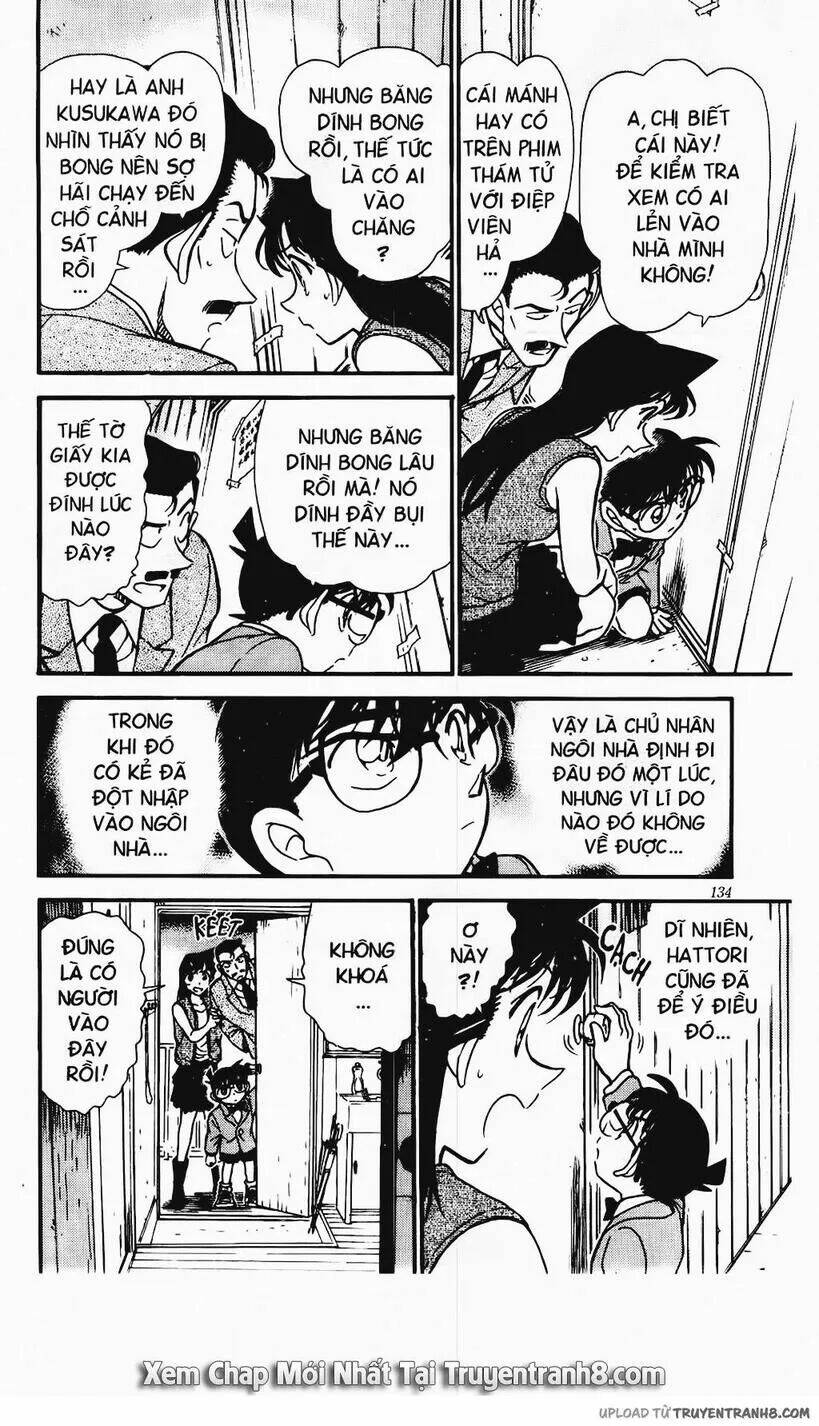 A, CHỊ BIẾT
CÁI NÀY!
ĐỂ KIỂM TRA
XEM CÓ AI
LẺN VÀO
NHÀ MÌNH
KHÔNG!
CÁI MÁNH
HAY CÓ
TRÊN PHIM
THÁM TỬ
VỚI ĐIỆP
VIÊN
HẢ
...
NHƯNG BĂNG
DÍNH BONG
RỒI, THẾ TỨC
LÀ CÓ AI
VÀO
CHĂNG
?
HAY LÀ ANH
KUSUKAWA ĐÓ
NHÌN THẤY NÓ BỊ
BONG NÊN SỢ
HÃI CHẠY ĐẾN
CHỖ CẢNH
SÁT
RỒI
...
NHƯNG BĂNG
DÍNH BONG LÂU
RỒI MÀ! NÓ
DÍNH ĐẦY BỤI
THẾ NÀY...
THẾ TỜ
GIẤY KIA
ĐƯỢC
ĐÍNH LÚC
NÀO
ĐÂY?
VẬY LÀ CHỦ NHÂN
NGÔI NHÀ ĐỊNH ĐI
ĐÂU ĐÓ MỘT LÚC,
NHƯNG VÌ LÍ DO
NÀO ĐÓ KHÔNG
VỀ ĐƯỢC...
TRONG
KHI ĐÓ
CÓ KẺ ĐÃ
ĐỘT NHẬP
VÀO NGÔI
NHÀ...
134
DĨ NHIÊN,
HATTORI
CŨNG ĐÃ
ĐỂ Ý ĐIỀU
ĐÓ...
CẠCH
Ơ
NÀY
?!
KHÔNG
KHOÁ
...
KÉÉT
ĐÚNG
LÀ CÓ
NGƯỜI
VÀO
ĐÂY
RỒI!
Xem Chap Mới Nhất Tại Truyentranh8.com
UPLOAD TỪ TRUYENTRANH8.COM